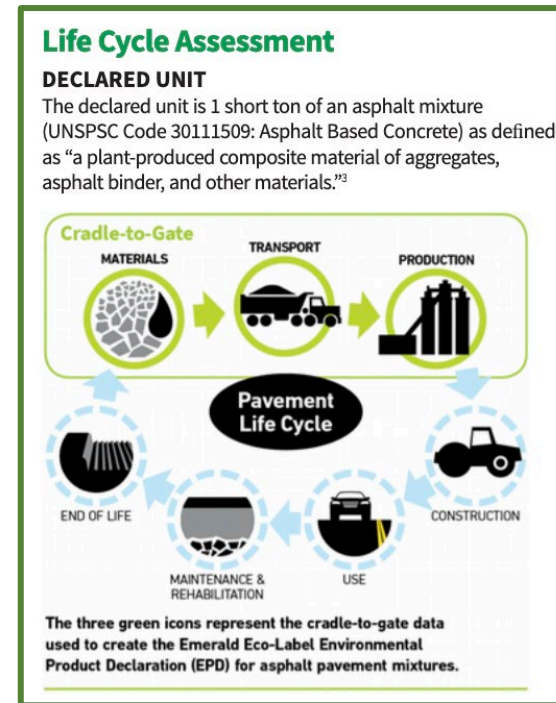 Life Cycle Assessment
DECLARED UNIT
The declared unit is 1 short ton of an asphalt mixture
(UNSPSC Code 30111509: Asphalt Based Concrete) as defined
as “a plant-produced composite material of aggregates,
asphalt binder, and other materials.”3
Cradle-to-Gate
MATERIALS
TRANSPORT
PRODUCTION
Pavement
Life Cycle
CONSTRUCTION
USE
MAINTENANCE &
REHABILITATION
END OF LIFE
The three green icons represent the cradle-to-gate data
used to create the Emerald Eco-Label Environmental
Product Declaration (EPD) for asphalt pavement mixtures.